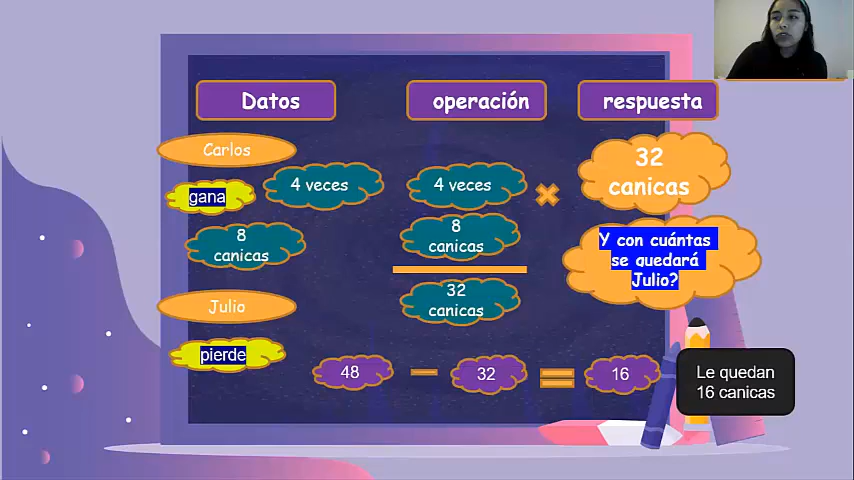 Datos
operación
respuesta
Carlos
gana
4 veces
8
canicas
Julio
pierde
4 veces
8
canicas
32
canicas
32
canicas
Y con cuántas
se quedará
Julio?
48
32
16
Le quedan
16 canicas